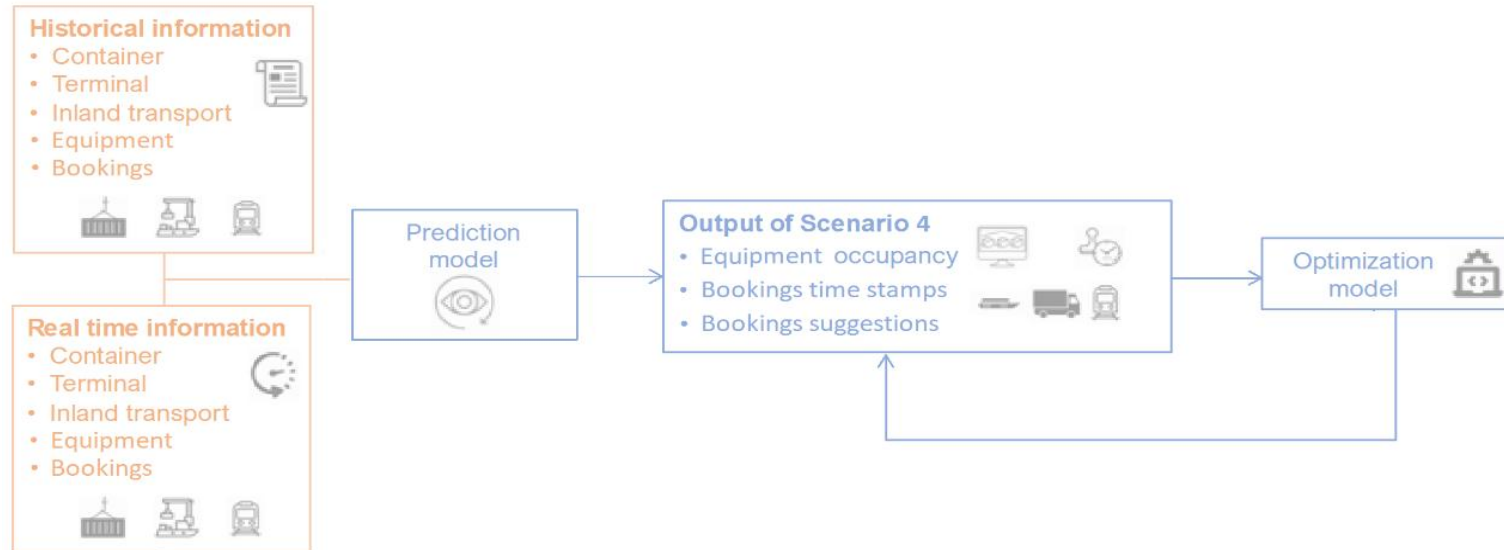 Historical information
• Container
• Terminal
• Inland transport
• Equipment
• Bookings
Real time information
• Container
• Terminal
• Inland transport
• Equipment
• Bookings
Prediction
model
Output of Scenario 4
• Equipment occupancy
• Bookings time stamps
• Bookings suggestions
Optimization
model